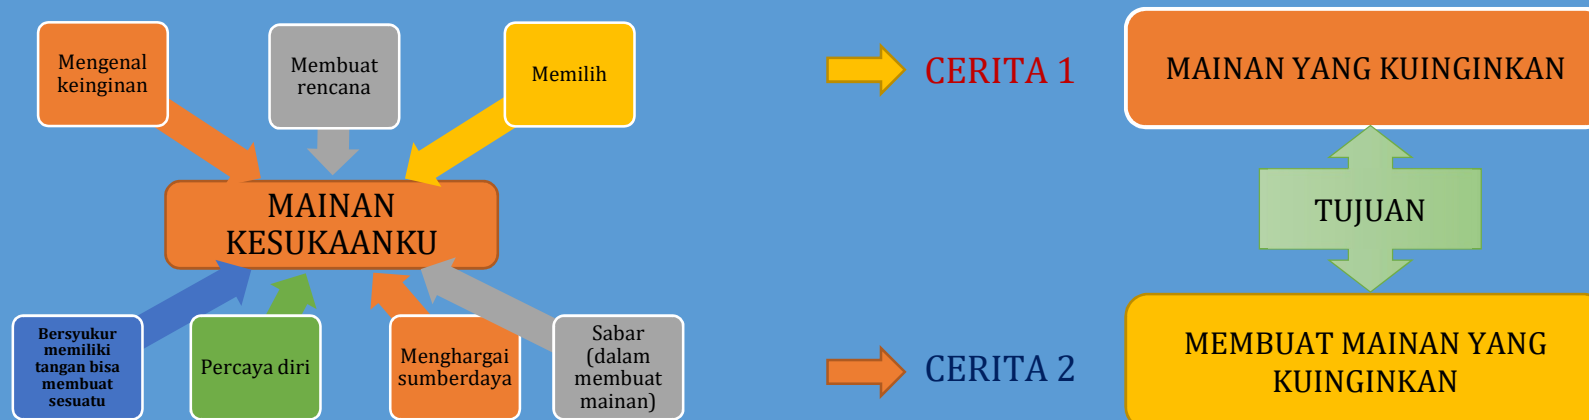 Mengenal
keinginan
Membuat
rencana
Memilih
MAINAN
KESUKAANKU
Bersyukur
memiliki
tangan bisa
membuat
sesuatu
Percaya diri
Menghargai
sumberdaya
Sabar
(dalam
membuat
mainan)
CERITA 1
MAINAN YANG KUINGINKAN
TUJUAN
CERITA 2
MEMBUAT MAINAN YANG
KUINGINKAN